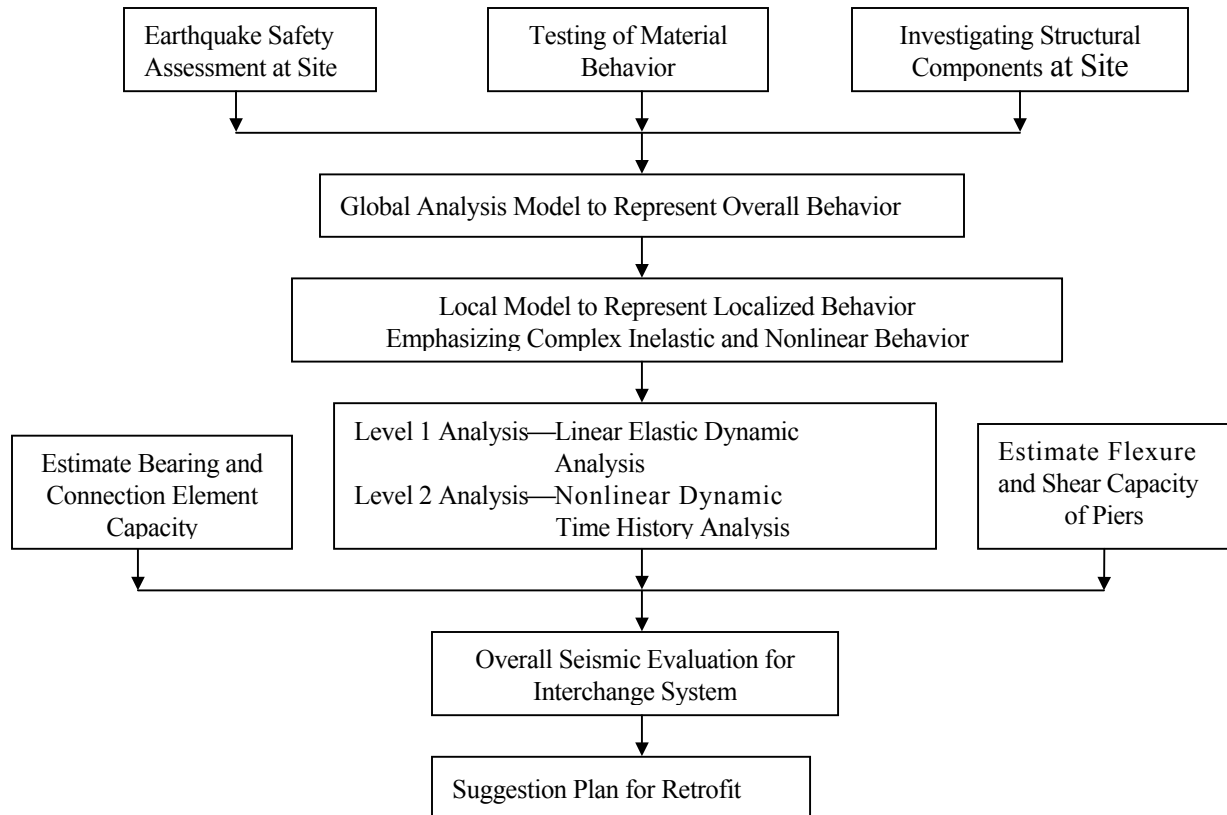 Earthquake Safety
Assessment at Site
Testing of Material
Behavior
Investigating Structural
Components at Site
Global Analysis Model to Represent Overall Behavior
Local Model to Represent Localized Behavior
Emphasizing Complex Inelastic and Nonlinear Behavior
Estimate Bearing and
Connection Element
Capacity
Level 1 Analysis—Linear Elastic Dynamic
Analysis
Level 2 Analysis—Nonlinear Dynamic
Time History Analysis
Estimate Flexure
and Shear Capacity
of Piers
Overall Seismic Evaluation for
Interchange System
Suggestion Plan for Retrofit